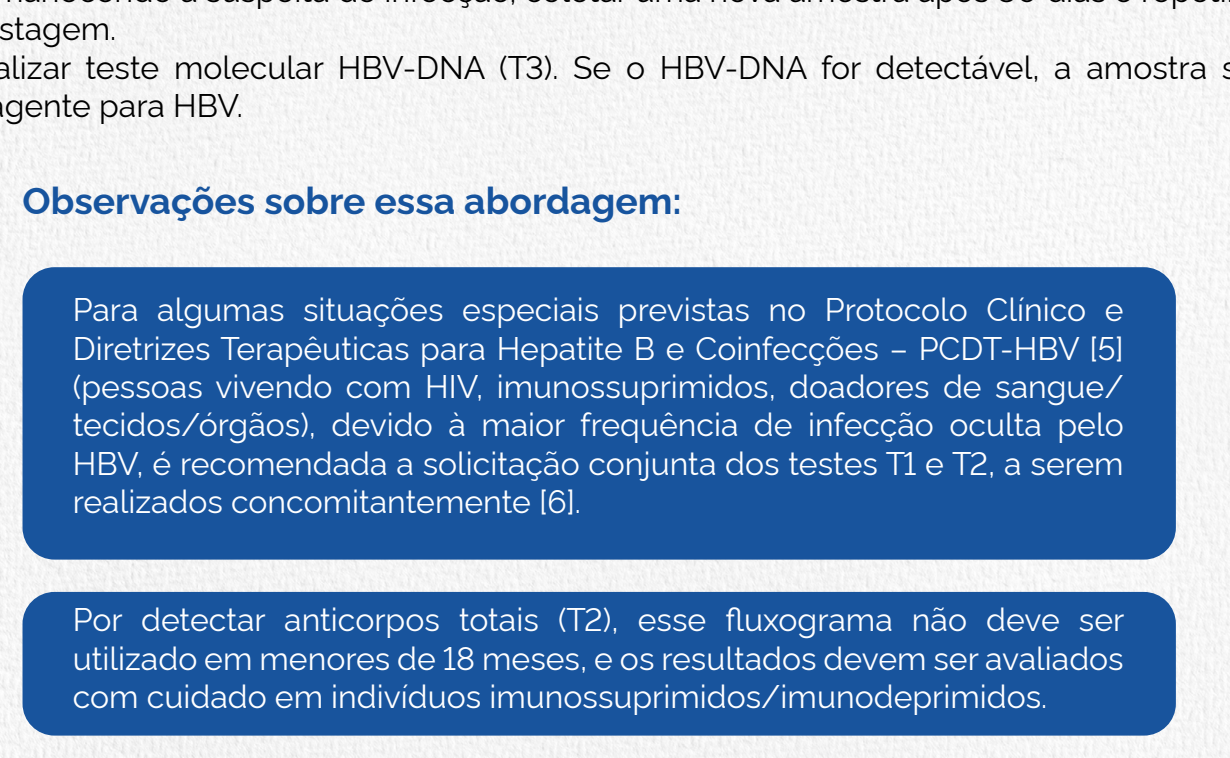 stagem.
alizar teste molecular HBV-DNA (T3). Se o HBV-DNA for detectável, a amostra s
agente para HBV.
Observações sobre essa abordagem:
Para algumas situações especiais previstas no Protocolo Clínico e
Diretrizes Terapêuticas para Hepatite B e Coinfecções – PCDT-HBV [5]
(pessoas vivendo com HIV, imunossuprimidos, doadores de sangue/
tecidos/órgãos), devido à maior frequência de infecção oculta pelo
HBV, é recomendada a solicitação conjunta dos testes T1 e T2, a serem
realizados concomitantemente [6].
Por detectar anticorpos totais (T2), esse fluxograma não deve ser
utilizado em menores de 18 meses, e os resultados devem ser avaliados
com cuidado em indivíduos imunossuprimidos/imunodeprimidos.